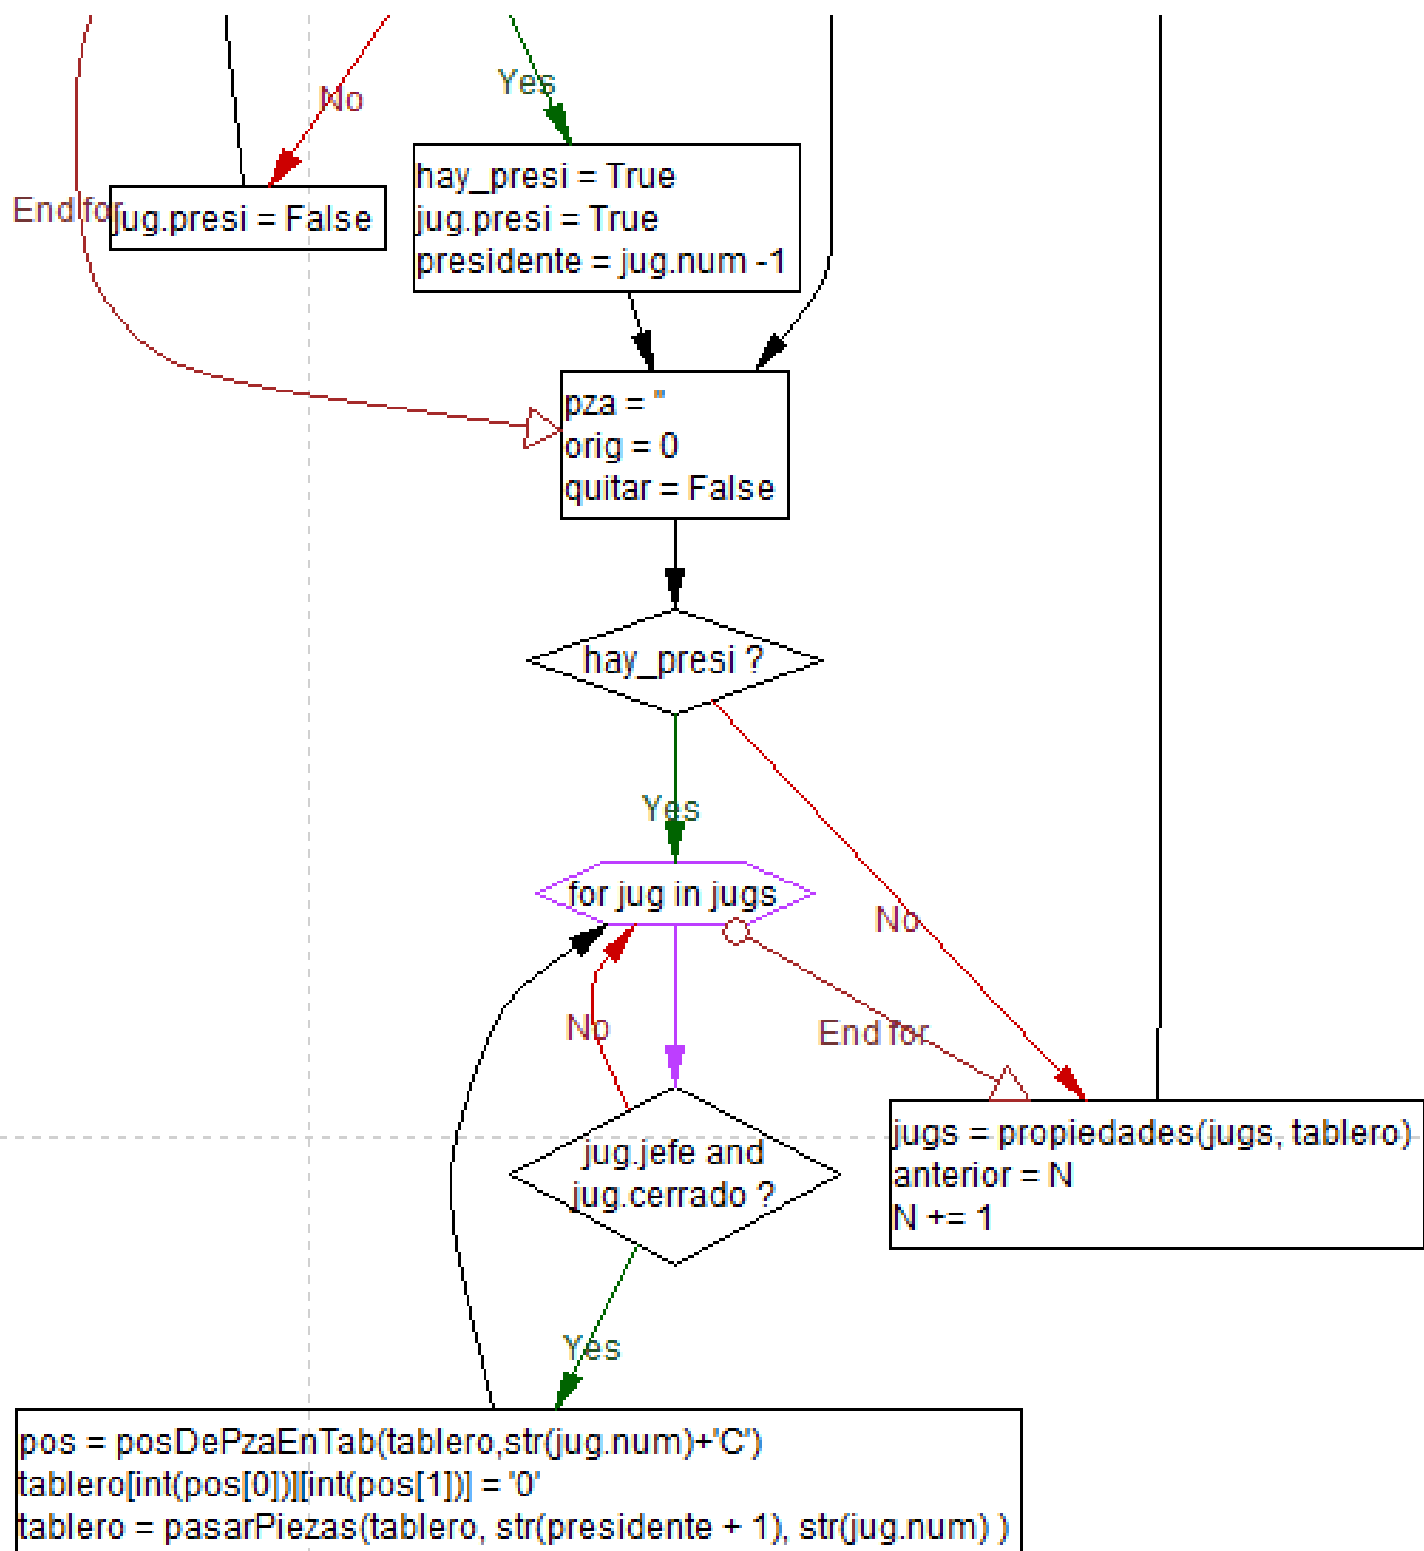 Yes
No
hay_presi = True
jug.presi = True
presidente = jug.num -1
End for
jug.presi = False
pza = ''
orig = 0
quitar = False
hay_presi ?
Yes
for jug in jugs
No
No
End for
jug.jefe and
jug.cerrado ?
jugs = propiedades(jugs, tablero)
anterior = N
N += 1
Yes
pos = posDePzaEnTab(tablero,str(jug.num)+'C')
tablero[int(pos[0])][int(pos[1])] = '0'
tablero = pasarPiezas(tablero, str(presidente + 1), str(jug.num) )